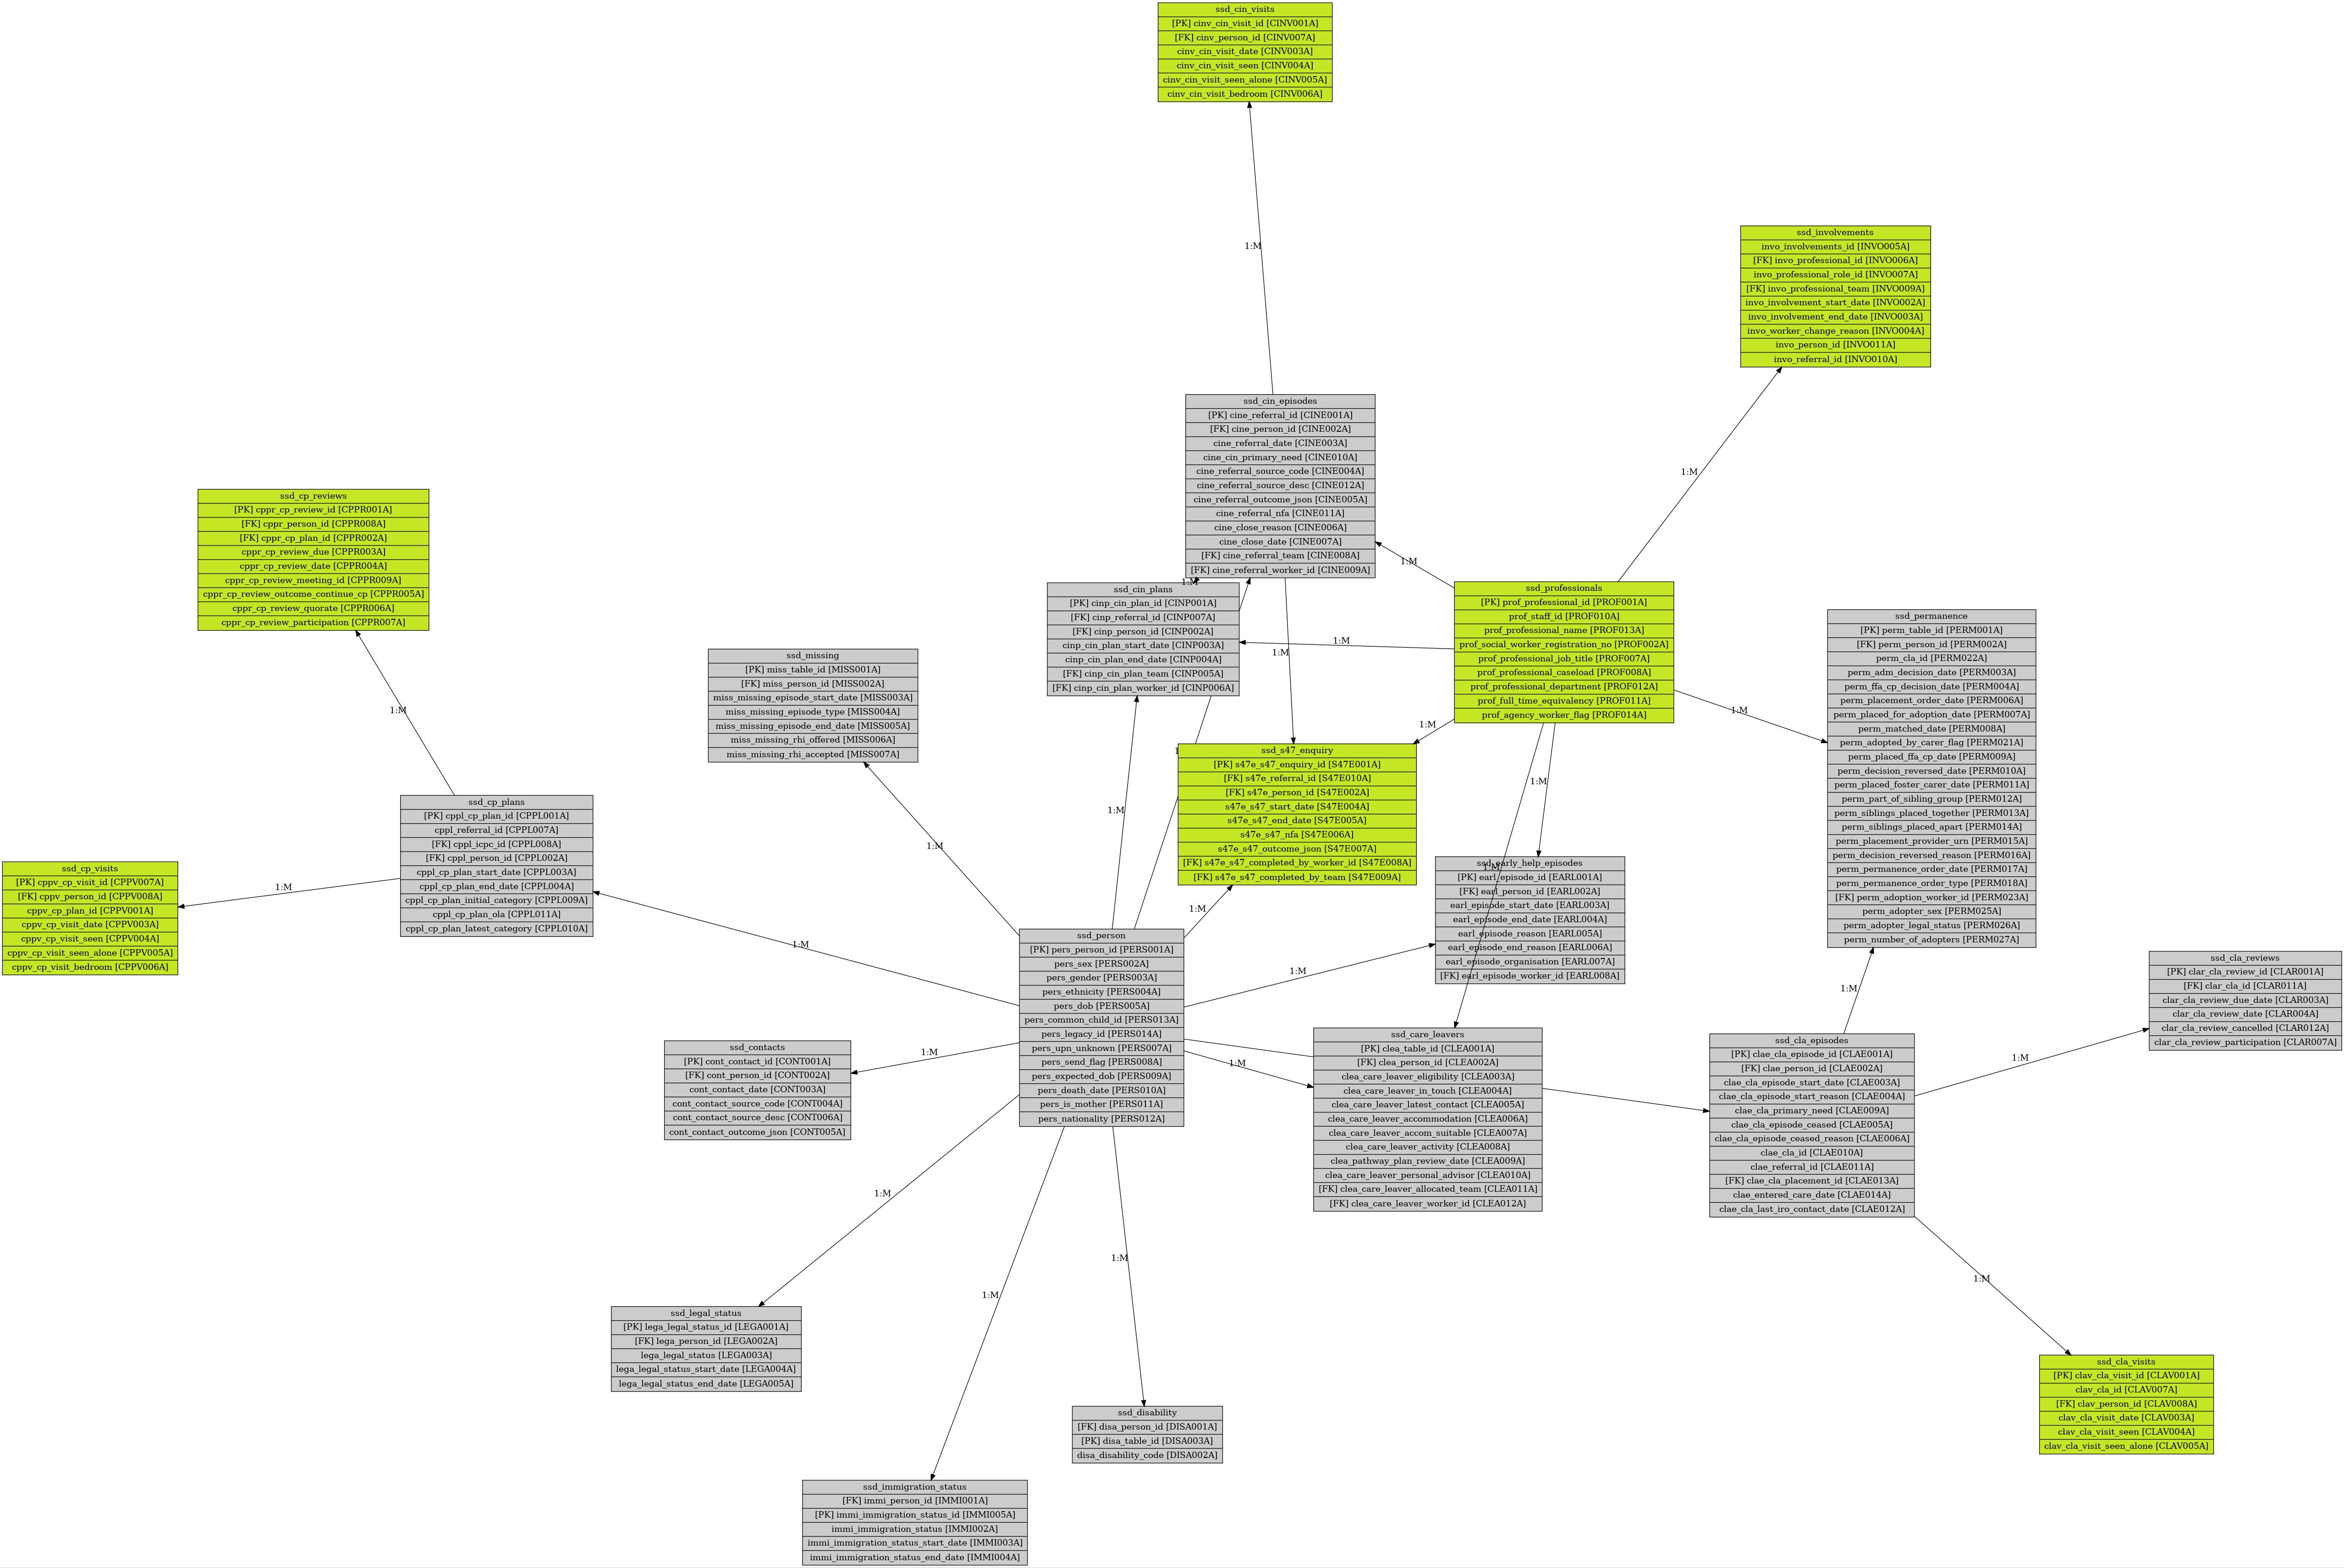 ssd_cin_visits
[PK] cinv_cin_visit_id [CINV001A]
[FK] cinv_person_id [CINV007A]
cinv_cin_visit_date [CINV003A]
cinv_cin_visit_seen [CINV004A]
cinv_cin_visit_seen_alone [CINV005A]
cinv_cin_visit_bedroom [CINV006A]
1:M
ssd_involvements
invo_involvements_id [INVO005A]
[FK] invo_professional_id [INVO006A]
invo_professional_role_id [INVO007A]
[FK] invo_professional_team [INVO009A]
invo_involvement_start_date [INVO002A]
invo_involvement_end_date [INVO003A]
invo_worker_change_reason [INVO004A]
invo_person_id [INVO011A]
invo_referral_id [INVO010A]
1:M
ssd_cin_episodes
[PK] cine_referral_id [CINE001A]
[FK] cine_person_id [CINE002A]
cine_referral_date [CINE003A]
cine_cin_primary_need [CINE010A]
cine_referral_source_code [CINE004A]
cine_referral_source_desc [CINE012A]
cine_referral_outcome_json [CINE005A]
cine_referral_nfa [CINE011A]
cine_close_reason [CINE006A]
cine_close_date [CINE007A]
[FK] cine_referral_team [CINE008A]
[FK] cine_referral_worker_id [CINE009A]
1:M
1:M
ssd_cp_reviews
[PK] cppr_cp_review_id [CPPR001A]
[FK] cppr_person_id [CPPR008A]
[FK] cppr_cp_plan_id [CPPR002A]
cppr_cp_review_due [CPPR003A]
cppr_cp_review_date [CPPR004A]
cppr_cp_review_meeting_id [CPPR009A]
cppr_cp_review_outcome_continue_cp [CPPR005A]
cppr_cp_review_quorate [CPPR006A]
cppr_cp_review_participation [CPPR007A]
1:M
ssd_cin_plans
[PK] cinp_cin_plan_id [CINP001A]
[FK] cinp_referral_id [CINP007A]
[FK] cinp_person_id [CINP002A]
cinp_cin_plan_start_date [CINP003A]
cinp_cin_plan_end_date [CINP004A]
[FK] cinp_cin_plan_team [CINP005A]
[FK] cinp_cin_plan_worker_id [CINP006A]
1:M
1:M
ssd_professionals
[PK] prof_professional_id [PROF001A]
prof_staff_id [PROF010A]
prof_professional_name [PROF013A]
prof_social_worker_registration_no [PROF002A]
prof_professional_job_title [PROF007A]
prof_professional_caseload [PROF008A]
prof_professional_department [PROF012A]
prof_full_time_equivalency [PROF011A]
prof_agency_worker_flag [PROF014A]
1:M
1:M
1:M
1:M
ssd_permanence
[PK] perm_table_id [PERM001A]
[FK] perm_person_id [PERM002A]
perm_cla_id [PERM022A]
perm_adm_decision_date [PERM003A]
perm_ffa_cp_decision_date [PERM004A]
perm_placement_order_date [PERM006A]
perm_placed_for_adoption_date [PERM007A]
perm_matched_date [PERM008A]
perm_adopted_by_carer_flag [PERM021A]
perm_placed_ffa_cp_date [PERM009A]
perm_decision_reversed_date [PERM010A]
perm_placed_foster_carer_date [PERM011A]
perm_part_of_sibling_group [PERM012A]
perm_siblings_placed_together [PERM013A]
perm_siblings_placed_apart [PERM014A]
perm_placement_provider_urn [PERM015A]
perm_decision_reversed_reason [PERM016A]
perm_permanence_order_date [PERM017A]
perm_permanence_order_type [PERM018A]
[FK] perm_adoption_worker_id [PERM023A]
perm_adopter_sex [PERM025A]
perm_adopter_legal_status [PERM026A]
perm_number_of_adopters [PERM027A]
ssd_missing
[PK] miss_table_id [MISS001A]
[FK] miss_person_id [MISS002A]
miss_missing_episode_start_date [MISS003A]
miss_missing_episode_type [MISS004A]
miss_missing_episode_end_date [MISS005A]
miss_missing_rhi_offered [MISS006A]
miss_missing_rhi_accepted [MISS007A]
1:M
ssd_s47_enquiry
[PK] s47e_s47_enquiry_id [S47E001A]
[FK] s47e_referral_id [S47E010A]
[FK] s47e_person_id [S47E002A]
s47e_s47_start_date [S47E004A]
s47e_s47_end_date [S47E005A]
s47e_s47_nfa [S47E006A]
s47e_s47_outcome_json [S47E007A]
[FK] s47e_s47_completed_by_worker_id [S47E008A]
[FK] s47e_s47_completed_by_team [S47E009A]
1:M
1:M
ssd_cp_plans
[PK] cppl_cp_plan_id [CPPL001A]
cppl_referral_id [CPPL007A]
[FK] cppl_icpc_id [CPPL008A]
[FK] cppl_person_id [CPPL002A]
cppl_cp_plan_start_date [CPPL003A]
cppl_cp_plan_end_date [CPPL004A]
cppl_cp_plan_initial_category [CPPL009A]
cppl_cp_plan_ola [CPPL011A]
cppl_cp_plan_latest_category [CPPL010A]
1:M
1:M
ssd_cp_visits
[PK] cppv_cp_visit_id [CPPV007A]
[FK] cppv_person_id [CPPV008A]
cppv_cp_plan_id [CPPV001A]
cppv_cp_visit_date [CPPV003A]
cppv_cp_visit_seen [CPPV004A]
cppv_cp_visit_seen_alone [CPPV005A]
cppv_cp_visit_bedroom [CPPV006A]
ssd_early_help_episodes
[PK] earl_episode_id [EARL001A]
[FK] earl_person_id [EARL002A]
earl_episode_start_date [EARL003A]
earl_episode_end_date [EARL004A]
earl_episode_reason [EARL005A]
earl_episode_end_reason [EARL006A]
earl_episode_organisation [EARL007A]
[FK] earl_episode_worker_id [EARL008A]
1:M
1:M
ssd_person
[PK] pers_person_id [PERS001A]
pers_sex [PERS002A]
pers_gender [PERS003A]
pers_ethnicity [PERS004A]
pers_dob [PERS005A]
pers_common_child_id [PERS013A]
pers_legacy_id [PERS014A]
pers_upn_unknown [PERS007A]
pers_send_flag [PERS008A]
pers_expected_dob [PERS009A]
pers_death_date [PERS010A]
pers_is_mother [PERS011A]
pers_nationality [PERS012A]
ssd_cla_reviews
[PK] clar_cla_review_id [CLAR001A]
[FK] clar_cla_id [CLAR011A]
clar_cla_review_due_date [CLAR003A]
clar_cla_review_date [CLAR004A]
clar_cla_review_cancelled [CLAR012A]
clar_cla_review_participation [CLAR007A]
1:M
1:M
ssd_contacts
[PK] cont_contact_id [CONT001A]
[FK] cont_person_id [CONT002A]
cont_contact_date [CONT003A]
cont_contact_source_code [CONT004A]
cont_contact_source_desc [CONT006A]
cont_contact_outcome_json [CONT005A]
1:M
1:M
ssd_care_leavers
[PK] clea_table_id [CLEA001A]
[FK] clea_person_id [CLEA002A]
clea_care_leaver_eligibility [CLEA003A]
clea_care_leaver_in_touch [CLEA004A]
clea_care_leaver_latest_contact [CLEA005A]
clea_care_leaver_accommodation [CLEA006A]
clea_care_leaver_accom_suitable [CLEA007A]
clea_care_leaver_activity [CLEA008A]
clea_pathway_plan_review_date [CLEA009A]
clea_care_leaver_personal_advisor [CLEA010A]
[FK] clea_care_leaver_allocated_team [CLEA011A]
[FK] clea_care_leaver_worker_id [CLEA012A]
ssd_cla_episodes
[PK] clae_cla_episode_id [CLAE001A]
[FK] clae_person_id [CLAE002A]
clae_cla_episode_start_date [CLAE003A]
clae_cla_episode_start_reason [CLAE004A]
clae_cla_primary_need [CLAE009A]
clae_cla_episode_ceased [CLAE005A]
clae_cla_episode_ceased_reason [CLAE006A]
clae_cla_id [CLAE010A]
clae_referral_id [CLAE011A]
[FK] clae_cla_placement_id [CLAE013A]
clae_entered_care_date [CLAE014A]
clae_cla_last_iro_contact_date [CLAE012A]
1:M
1:M
1:M
1:M
ssd_legal_status
[PK] lega_legal_status_id [LEGA001A]
[FK] lega_person_id [LEGA002A]
lega_legal_status [LEGA003A]
lega_legal_status_start_date [LEGA004A]
lega_legal_status_end_date [LEGA005A]
ssd_cla_visits
[PK] clav_cla_visit_id [CLAV001A]
clav_cla_id [CLAV007A]
[FK] clav_person_id [CLAV008A]
clav_cla_visit_date [CLAV003A]
clav_cla_visit_seen [CLAV004A]
clav_cla_visit_seen_alone [CLAV005A]
ssd_disability
[FK] disa_person_id [DISA001A]
[PK] disa_table_id [DISA003A]
disa_disability_code [DISA002A]
ssd_immigration_status
[FK] immi_person_id [IMMI001A]
[PK] immi_immigration_status_id [IMMI005A]
immi_immigration_status [IMMI002A]
immi_immigration_status_start_date [IMMI003A]
immi_immigration_status_end_date [IMMI004A]